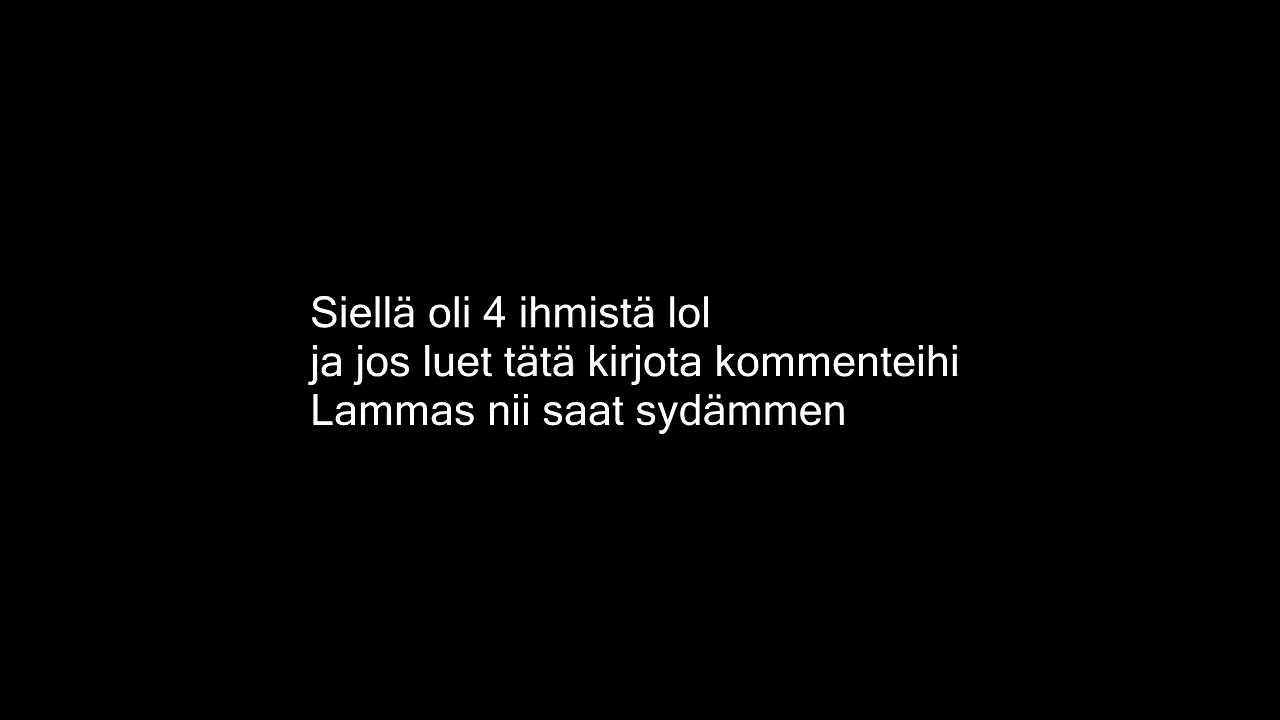 Siellä oli 4 ihmistä lol
ja jos luet tätä kirjota kommenteihi
Lammas nii saat sydämmen